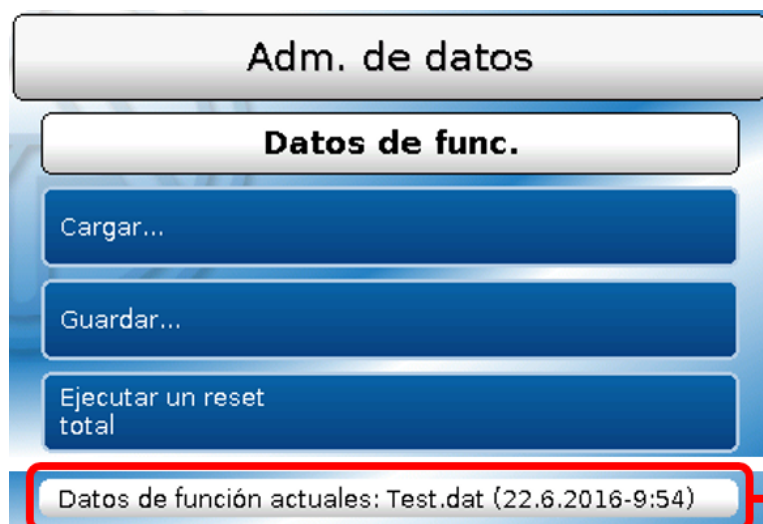 Adm. de datos
Datos de func.
Cargar...
Guardar...
Ejecutar un reset
total
Datos de función actuales: Test.dat (22.6.2016-9:54)